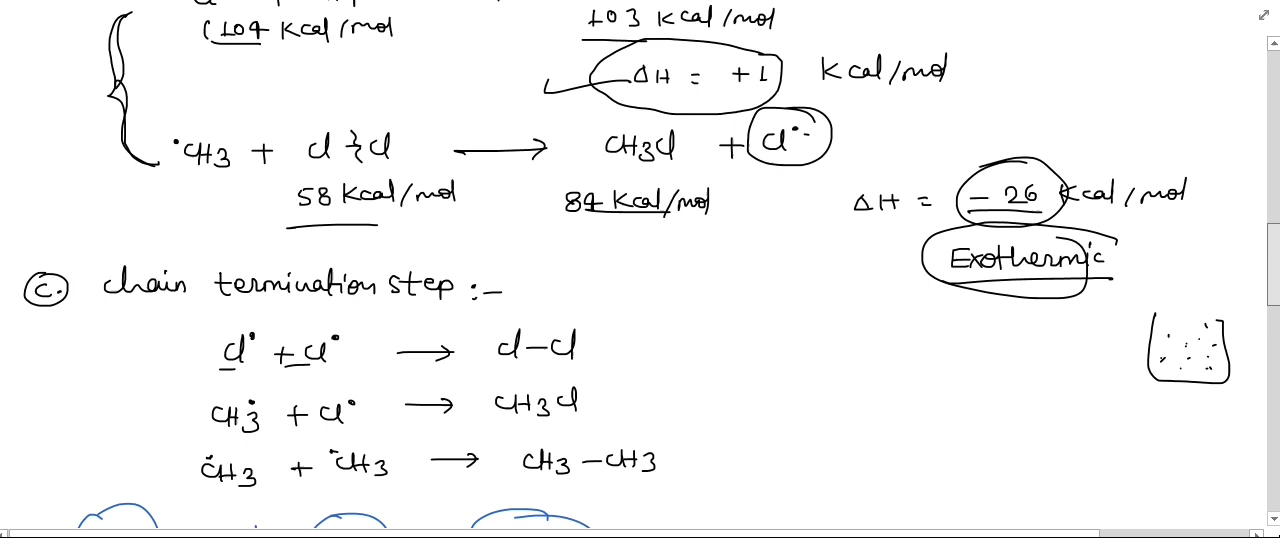 (104 Kcal/mol 103 Kcal/mol
ΔH = +1 Kcal/mol
•CH3 + Cl Cl ⟶ CH3Cl + Cl•
58 Kcal/mol 84 Kcal/mol ΔH = -26 Kcal/mol
Exothermic
C. chain termination step :-
Cl• + Cl• ⟶ Cl-Cl
CH3• + Cl• ⟶ CH3Cl
•CH3 + •CH3 ⟶ CH3-CH3